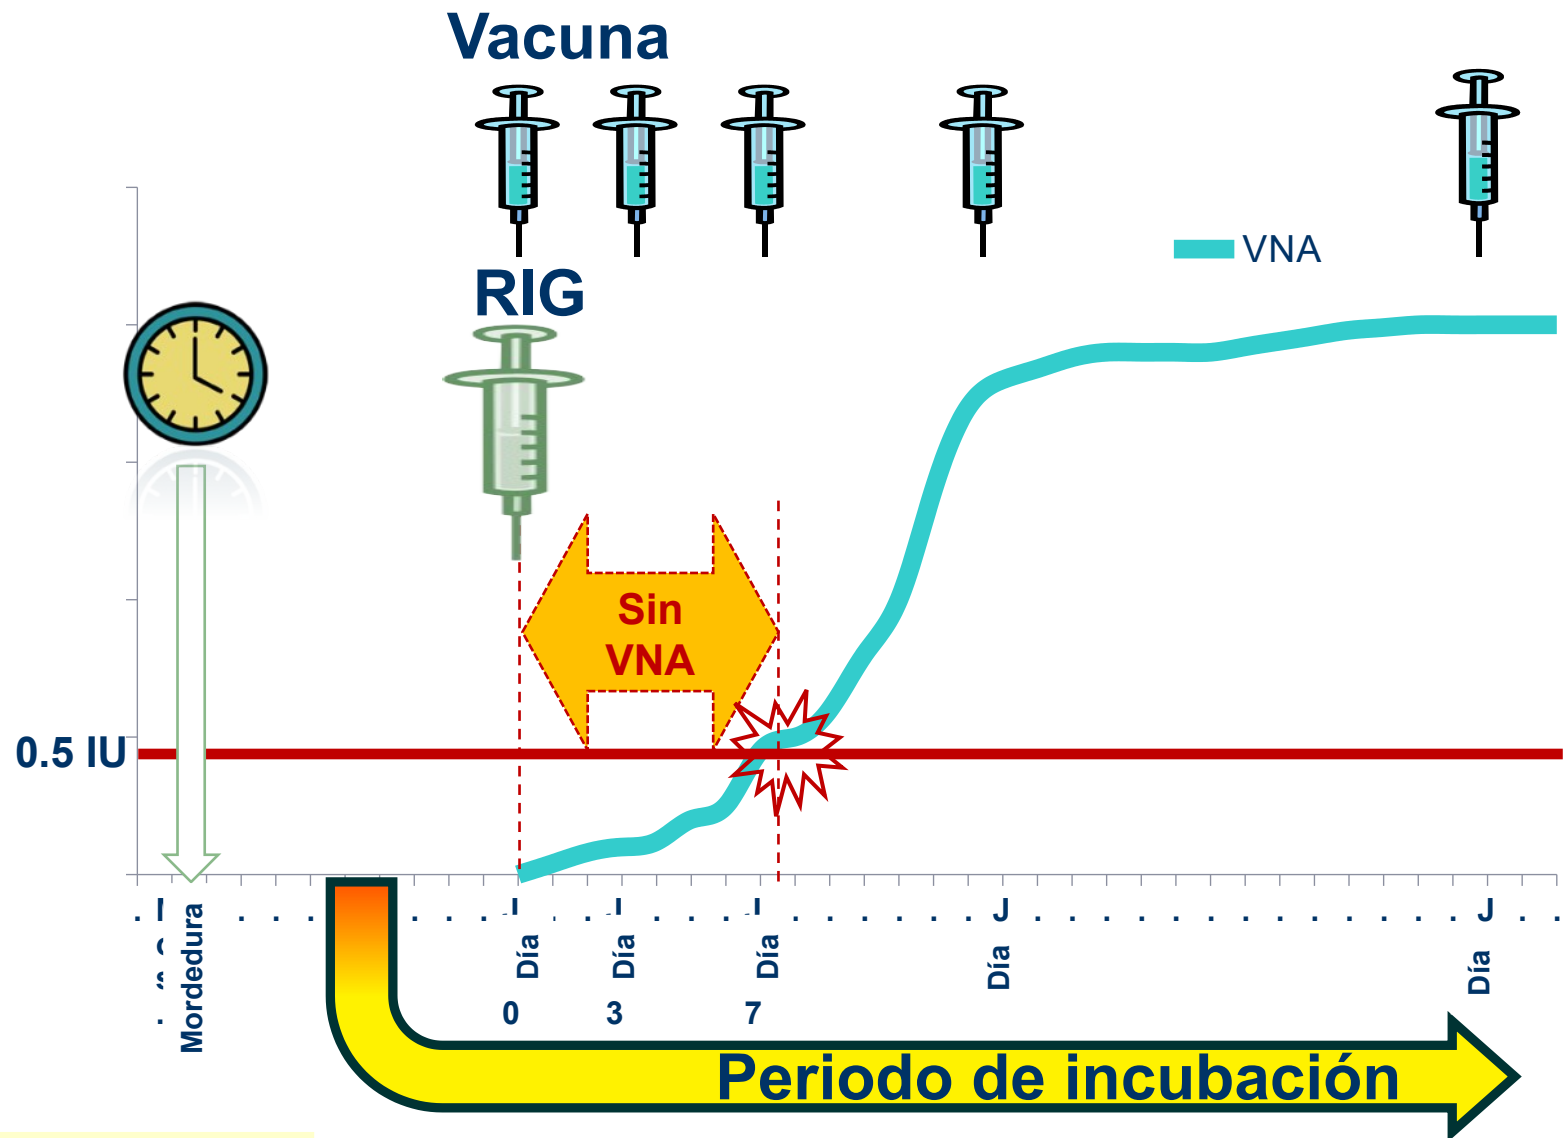 Vacuna
VNA
RIG
Sin
VNA
0.5 IU
Mordedura
Día
0
Día
3
Día
7
Día
Día
Periodo de incubación